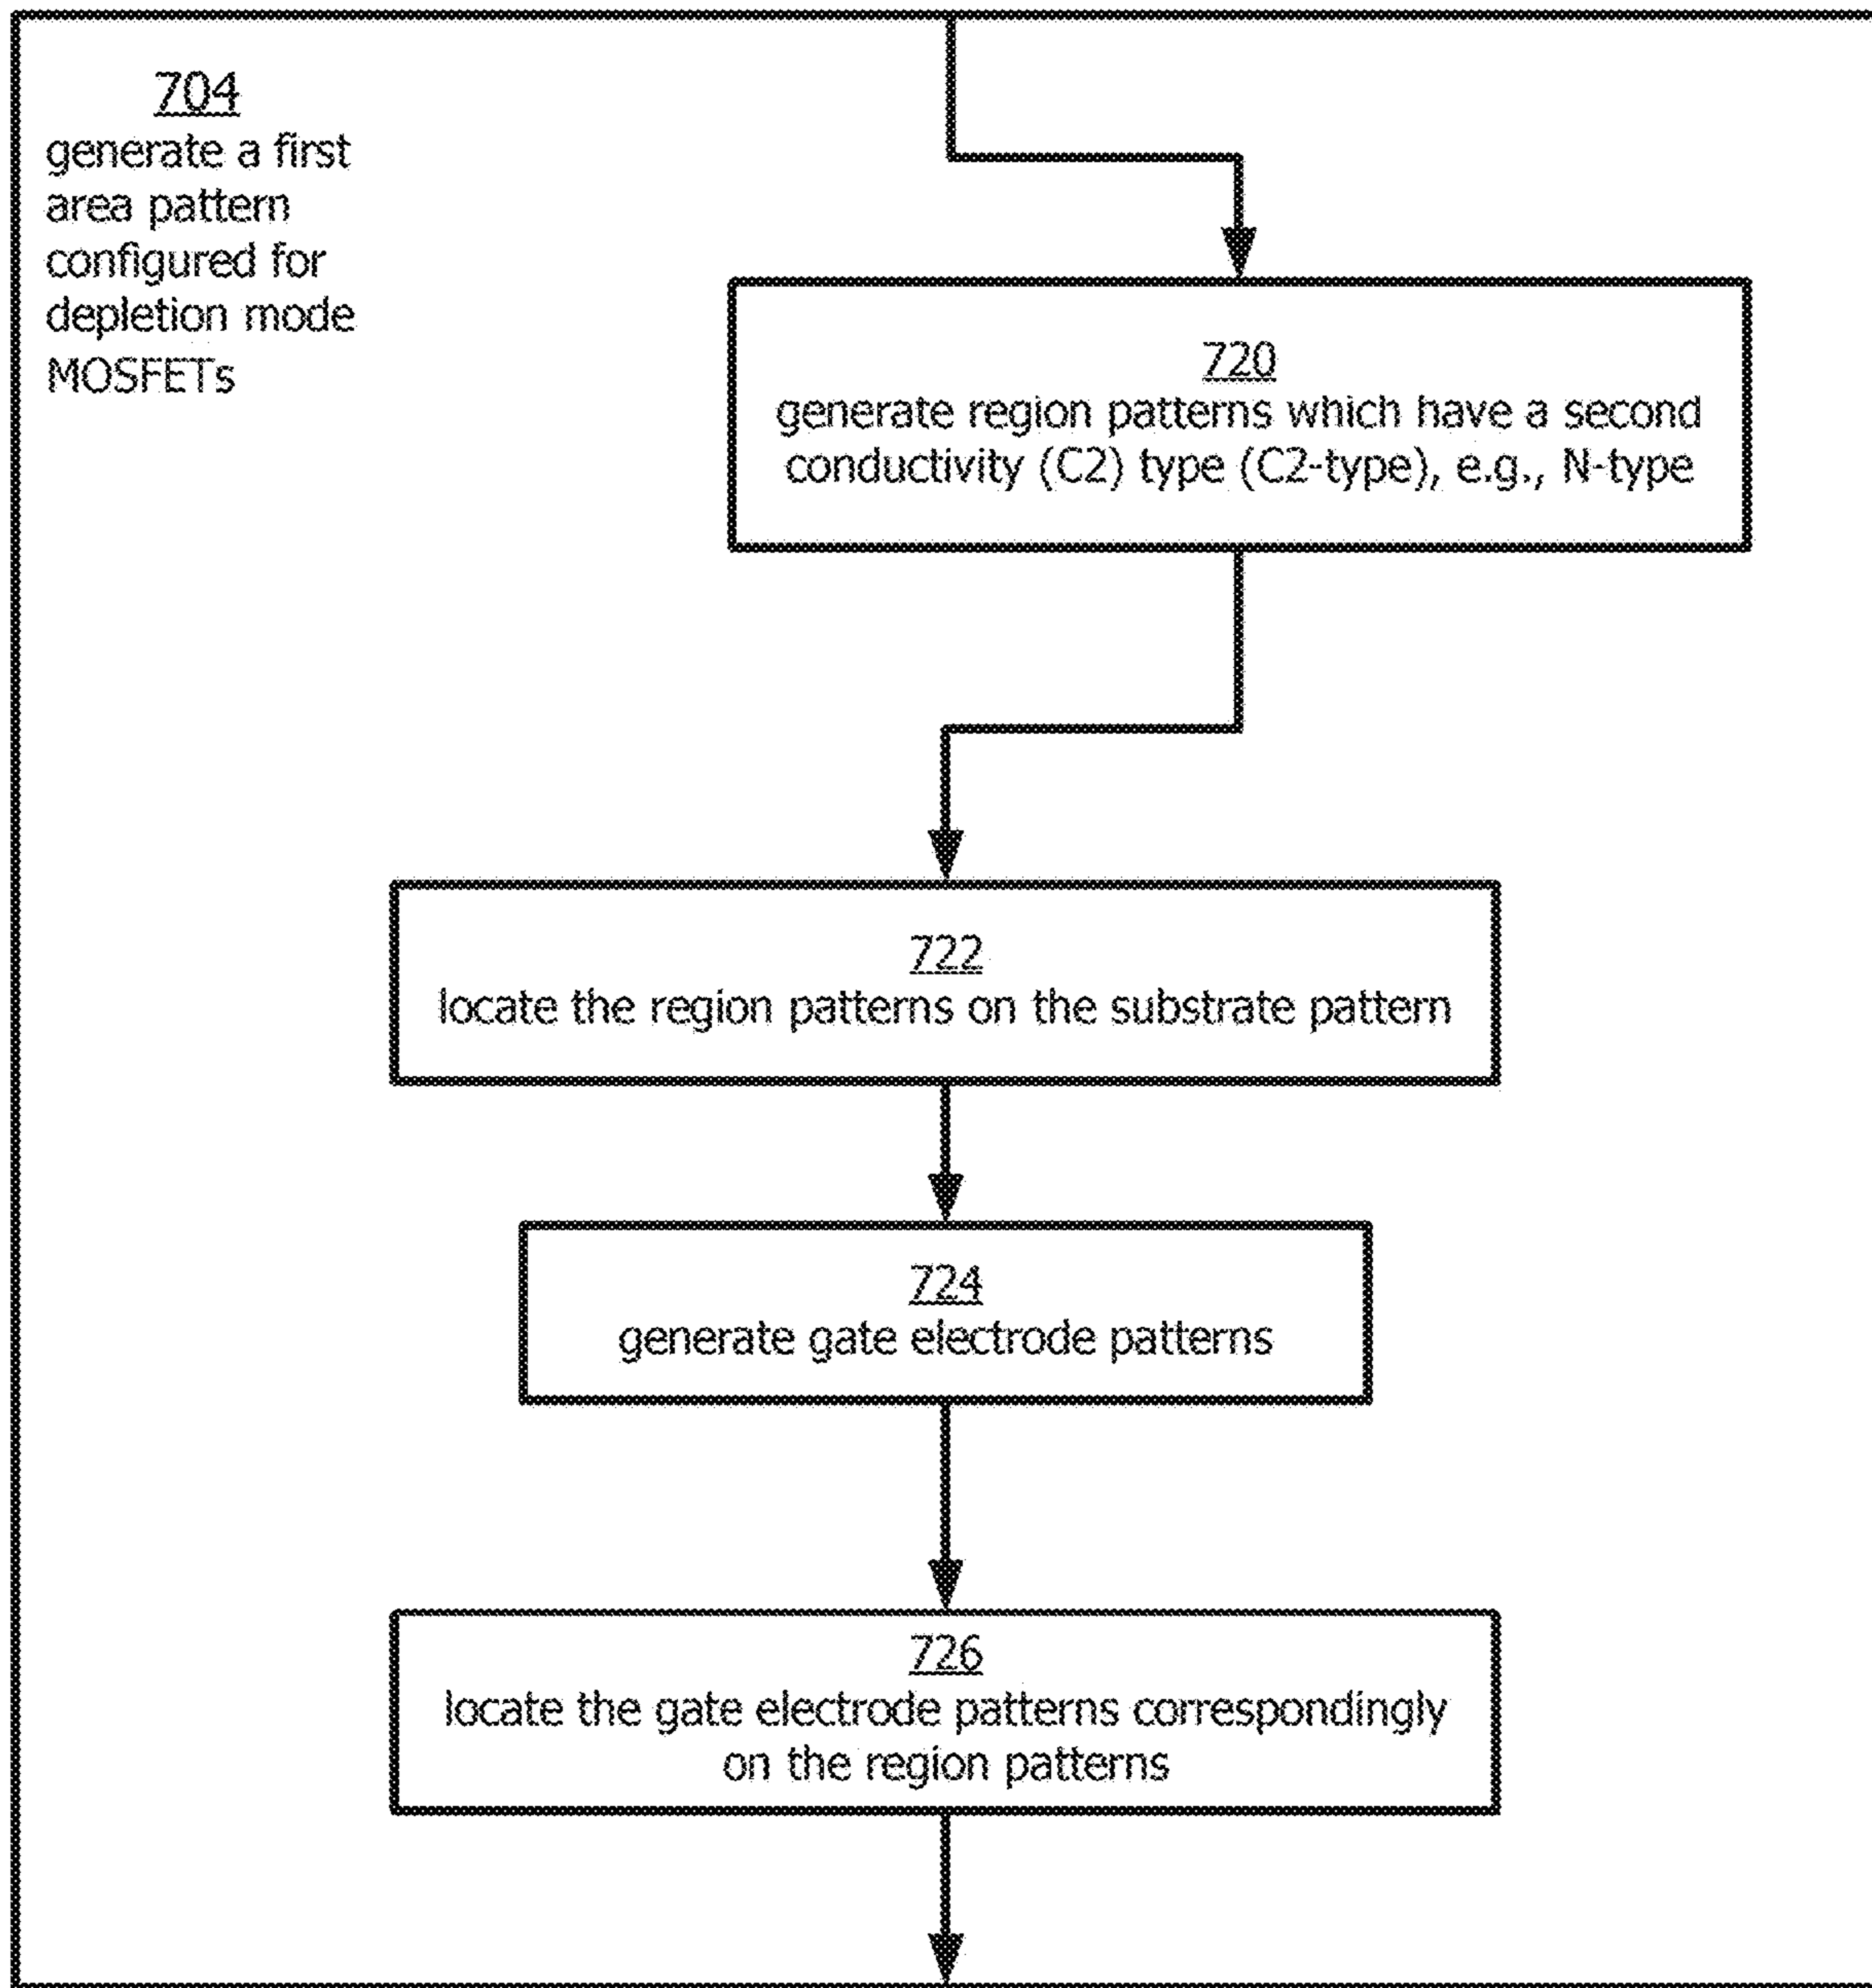 704
generate a first
area pattern
configured for
depletion mode
MOSFETs
720
generate region patterns which have a second
conductivity (C2) type (C2-type), e.g., N-type
722
locate the region patterns on the substrate pattern
724
generate gate electrode patterns
726
locate the gate electrode patterns correspondingly
on the region patterns